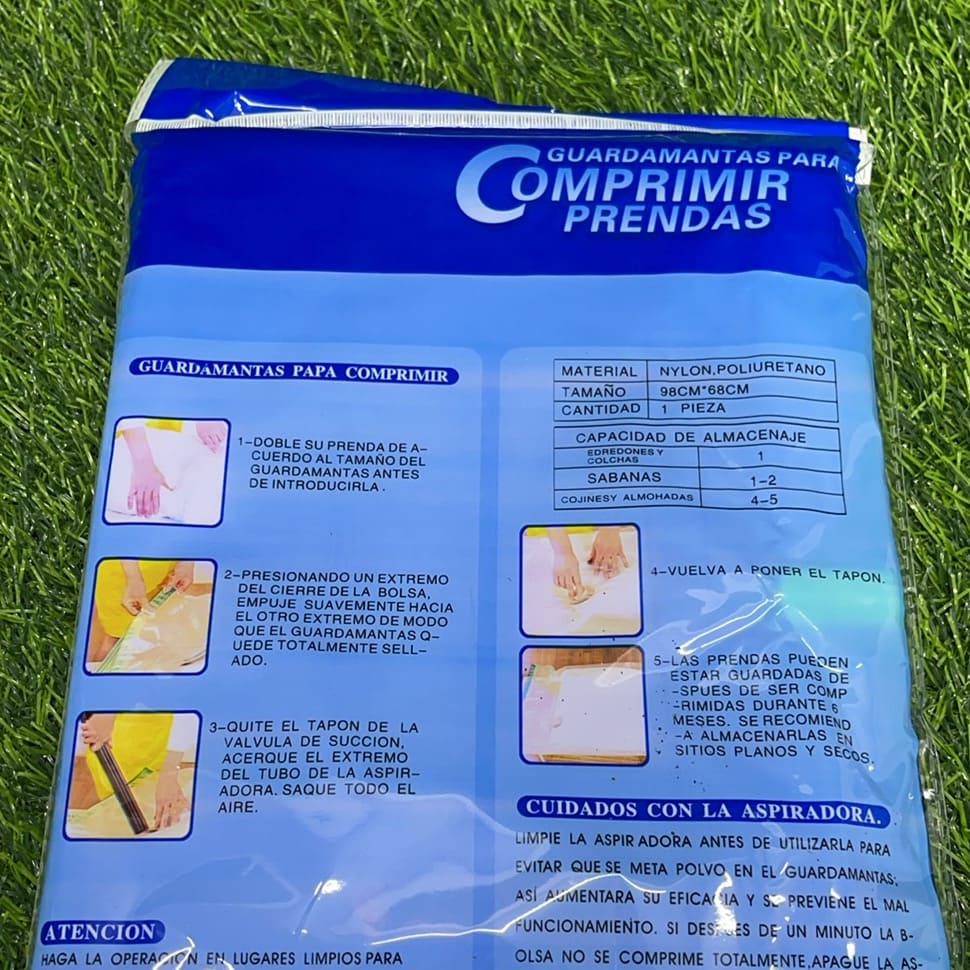 GUARDAMANTAS PARA
COMPRIMIR
PRENDAS
GUARDAMANTAS PAPA COMPRIMIR
1-DOBLE SU PRENDA DE A-
CUERDO AL TAMAÑO DEL
GUARDAMANTAS ANTES
DE INTRODUCIRLA.
2-PRESIONANDO UN EXTREMO
DEL CIERRE DE LA BOLSA,
EMPUJE SUAVEMENTE HACIA
EL OTRO EXTREMO DE MODO
QUE EL GUARDAMANTAS Q-
UEDE TOTALMENTE SELL-
ADO.
3-QUITE EL TAPON DE LA
VALVULA DE SUCCION,
ACERQUE EL EXTREMO
DEL TUBO DE LA ASPIR-
ADORA. SAQUE TODO EL
AIRE.
ATENCION
HAGA LA OPERACION EN LUGARES LIMPIOS PARA
MATERIAL NYLON,POLIURETANO
TAMAÑO 98CM*68CM
CANTIDAD 1 PIEZA
CAPACIDAD DE ALMACENAJE
EDREDONES Y
COLCHAS 1
SABANAS 1-2
COJINESY ALMOHADAS 4-5
4-VUELVA A PONER EL TAPON.
5-LAS PRENDAS PUEDEN
ESTAR GUARDADAS DE
-SPUES DE SER COMP
-RIMIDAS DURANTE 6
MESES. SE RECOMIEND
-A ALMACENARLAS EN
SITIOS PLANOS Y SECOS.
CUIDADOS CON LA ASPIRADORA.
LIMPIE LA ASPIRADORA ANTES DE UTILIZARLA PARA
EVITAR QUE SE META POLVO EN EL GUARDAMANTAS;
ASÍ AUMENTARA SU EFICACIA Y SE PREVIENE EL MAL
FUNCIONAMIENTO. SI DESPUES DE UN MINUTO LA B-
OLSA NO SE COMPRIME TOTALMENTE,APAGUE LA AS-